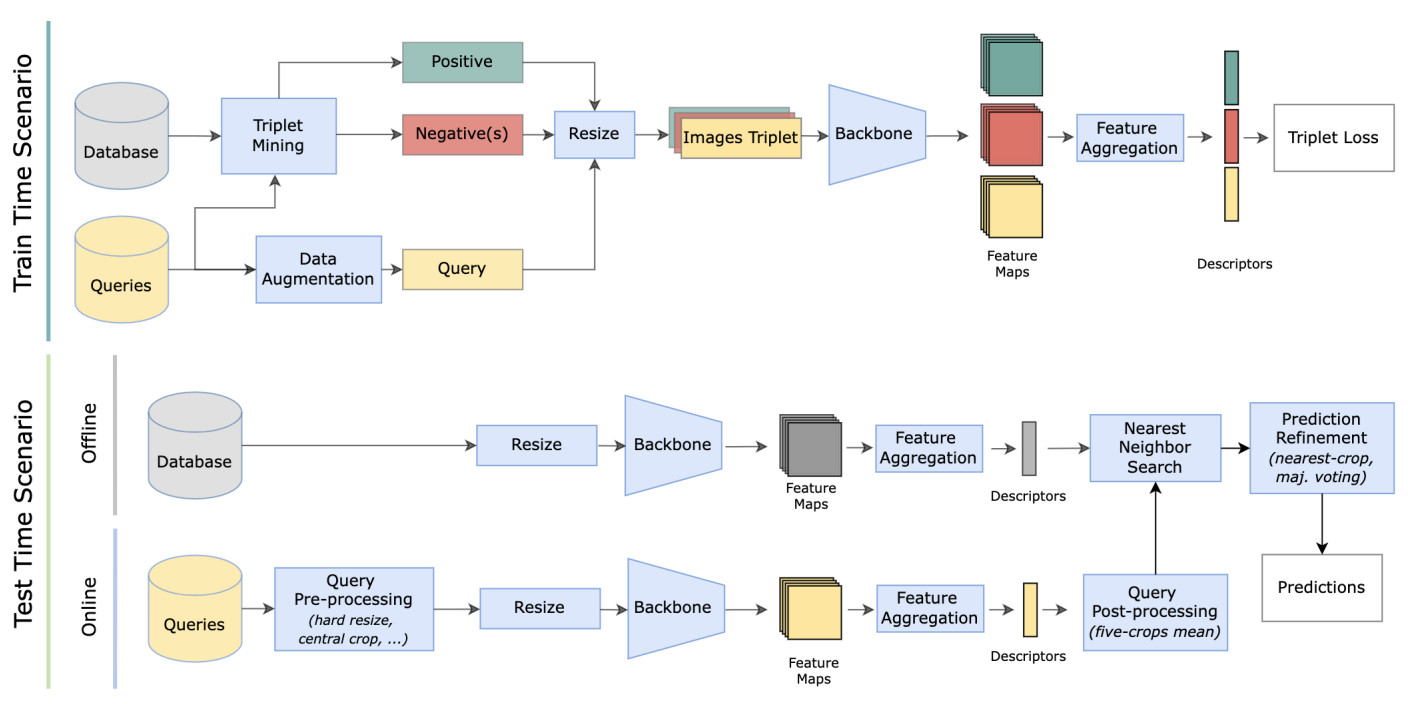 Train Time Scenario
Database
Queries
Triplet
Mining
Data
Augmentation
Positive
Negative(s)
Query
Resize
Images Triplet
Backbone
Feature
Maps
Feature
Aggregation
Descriptors
Triplet Loss
Test Time Scenario
Offline
Database
Resize
Backbone
Feature
Maps
Feature
Aggregation
Descriptors
Nearest
Neighbor
Search
Prediction
Refinement
(nearest-crop,
maj. voting)
Online
Queries
Query
Pre-processing
(hard resize,
central crop, ...)
Resize
Backbone
Feature
Maps
Feature
Aggregation
Descriptors
Query
Post-processing
(five-crops mean)
Predictions